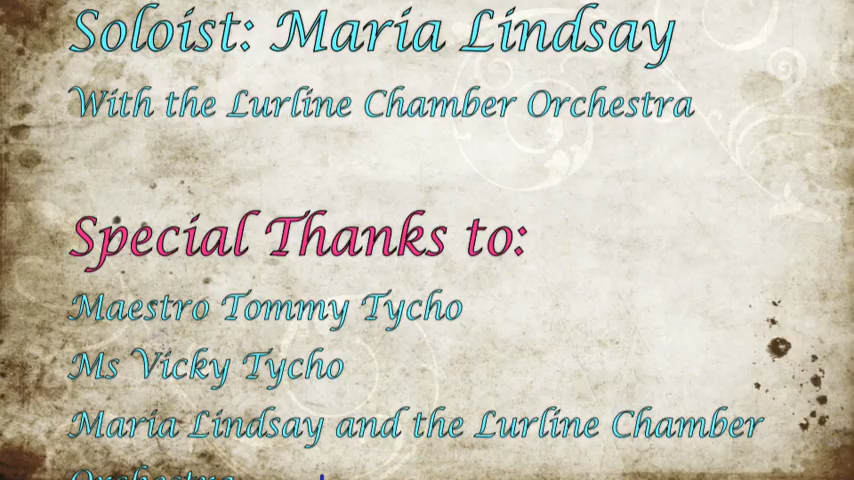 Soloist: Maria Lindsay
With the Lurline Chamber Orchestra
Special Thanks to:
Maestro Tommy Tycho
Ms Vicky Tycho
Maria Lindsay and the Lurline Chamber
Orchestra